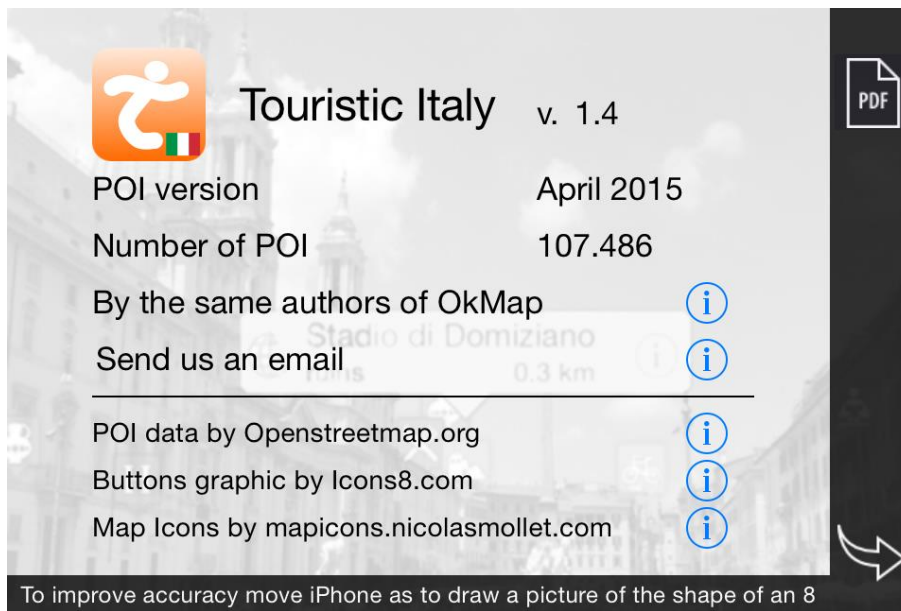 Touristic Italy v. 1.4
PDF
POI version April 2015
Number of POI 107.486
By the same authors of OkMap
Stadio di Domiziano
Send us an email
ruins 0.3 km
POI data by Openstreetmap.org
Buttons graphic by Icons8.com
Map Icons by mapicons.nicolasmollet.com
To improve accuracy move iPhone as to draw a picture of the shape of an 8